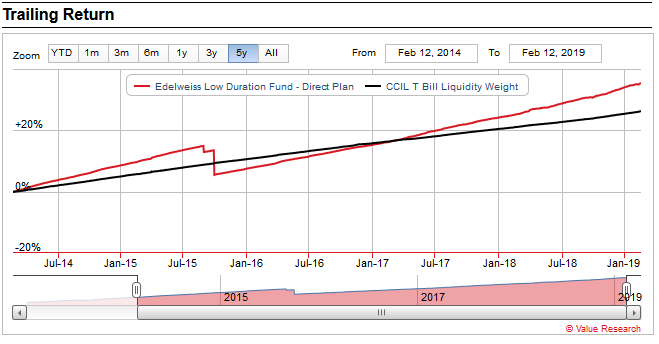 Trailing Return
Zoom YTD 1m 3m 6m 1y 3y 5y All From Feb 12, 2014 To Feb 12, 2019
Edelweiss Low Duration Fund - Direct Plan CCIL T Bill Liquidity Weight
+20%
0%
-20%
Jul-14 Jan-15 Jul-15 Jan-16 Jul-16 Jan-17 Jul-17 Jan-18 Jul-18 Jan-19
2015 2017 2019
© Value Research